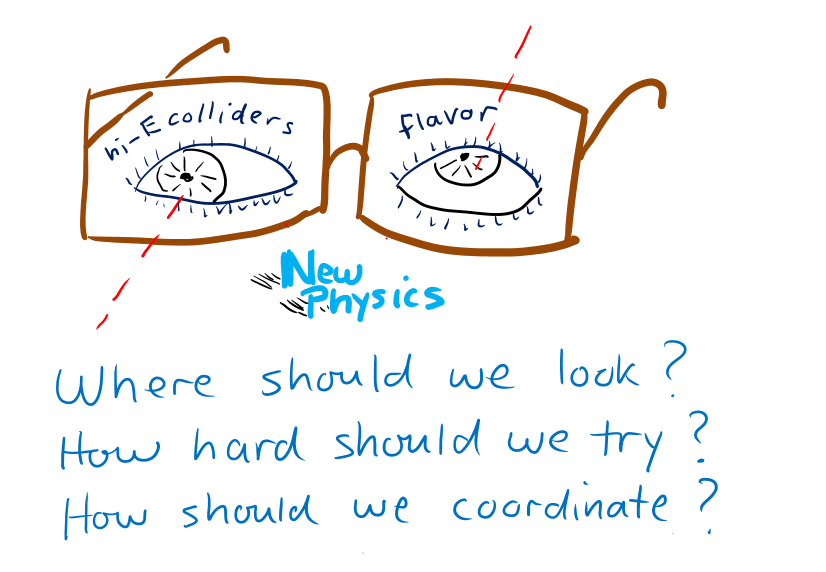 hi-E colliders
flavor
New
Physics
Where should we look?
How hard should we try?
How should we coordinate?